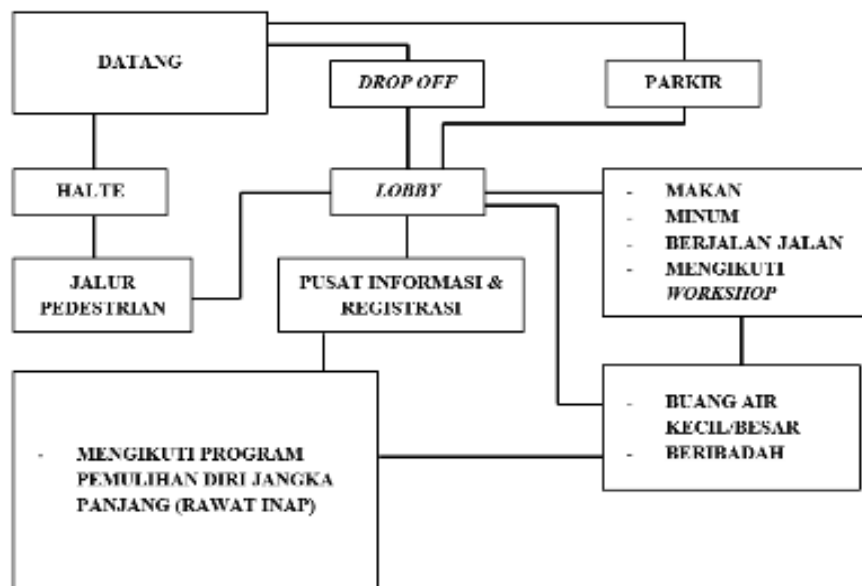 DATANG
DROP OFF
PARKIR
HALTE
LOBBY
- MAKAN
- MINUM
- BERJALAN JALAN
- MENGIKUTI
WORKSHOP
JALUR
PEDESTRIAN
PUSAT INFORMASI &
REGISTRASI
- BUANG AIR
KECIL/BESAR
- BERIBADAH
- MENGIKUTI PROGRAM
PEMULIHAN DIRI JANGKA
PANJANG (RAWAT INAP)